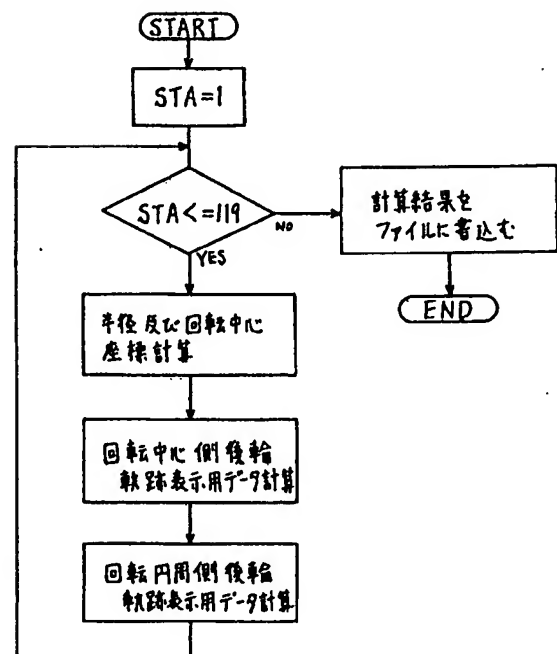 START
STA=1
STA<=119
NO
YES
計算結果を
ファイルに書込む
END
半径及び回転中心
座標計算
回転中心側後輪
軌跡表示用データ計算
回転円周側後輪
軌跡表示用データ計算